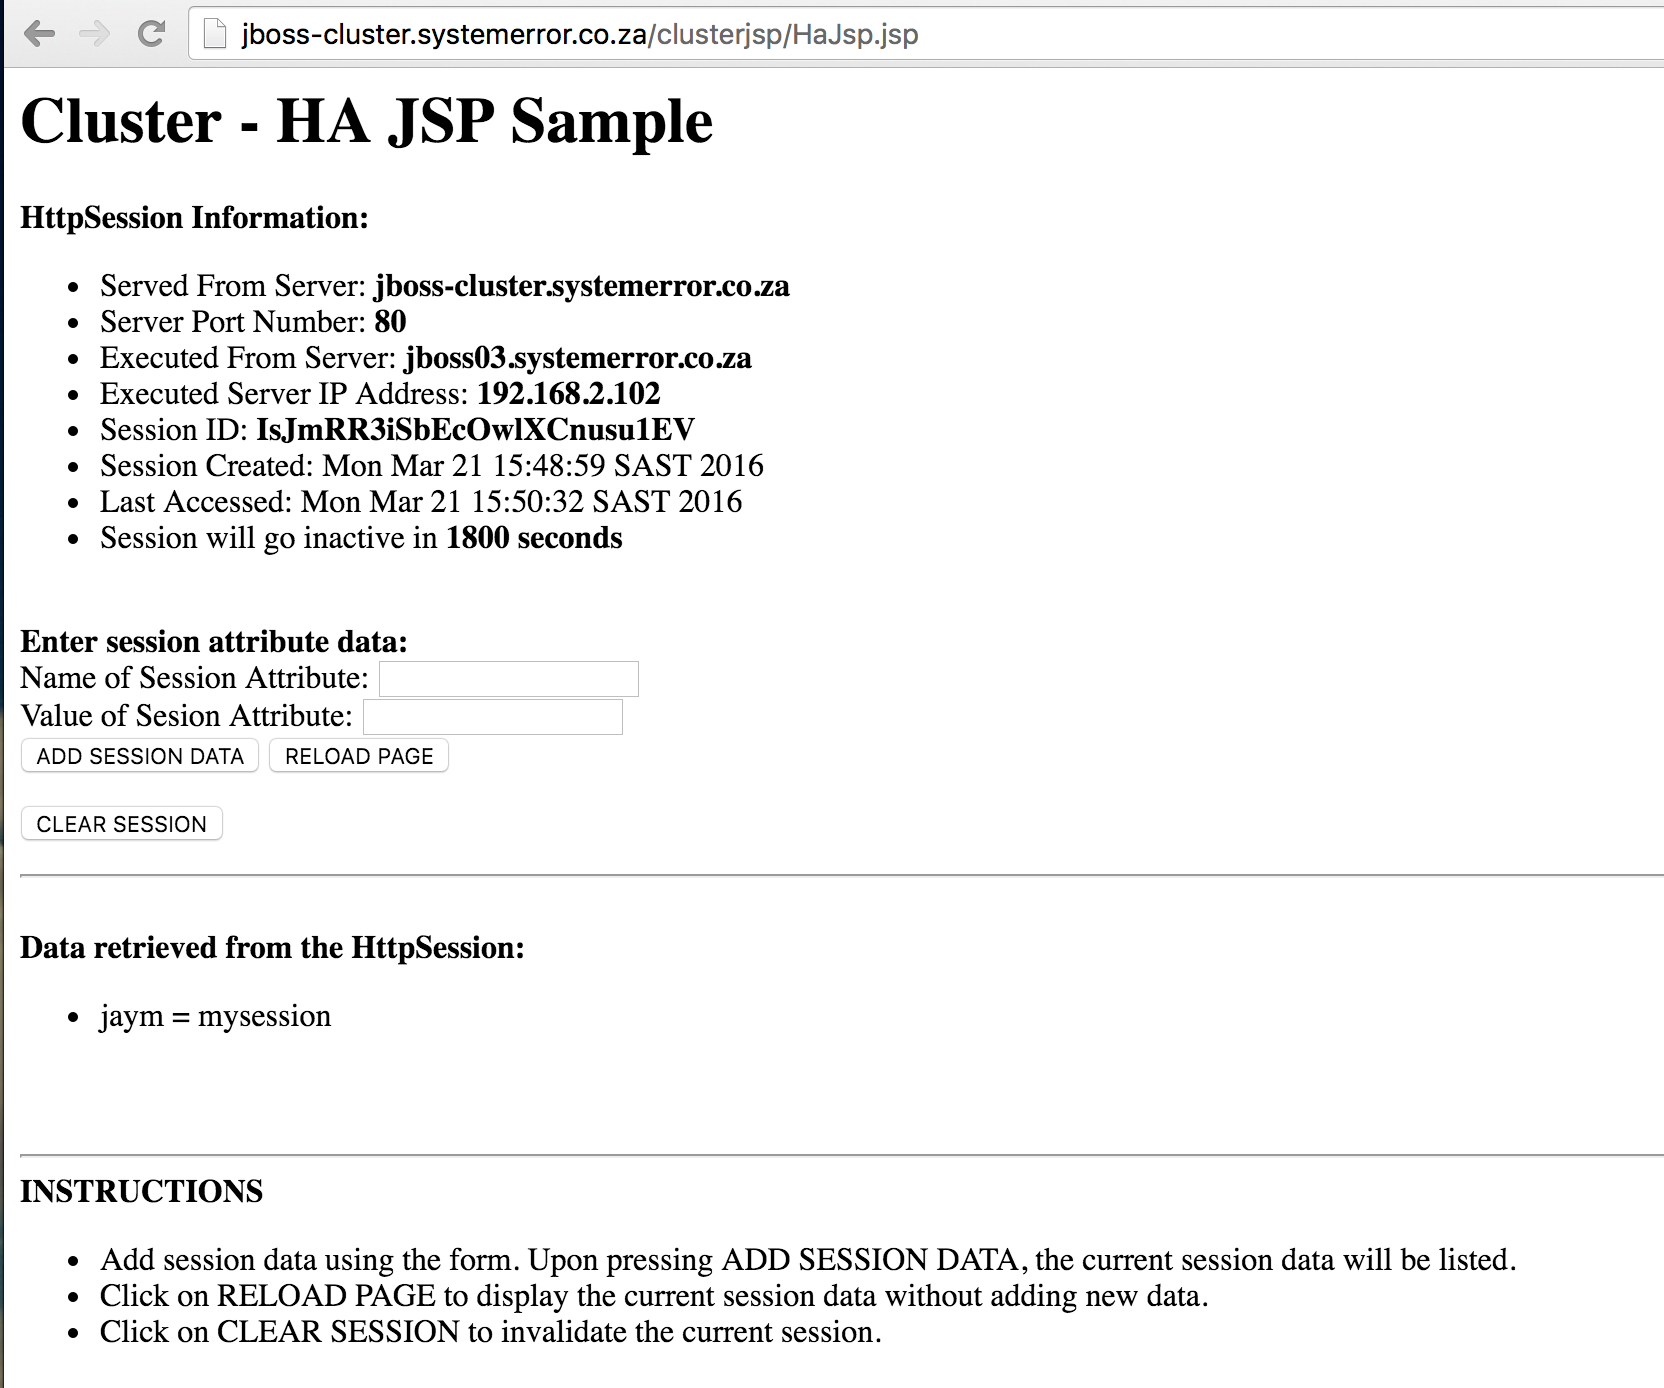 jboss-cluster.systemerror.co.za/clusterjsp/HaJsp.jsp
Cluster - HA JSP Sample
HttpSession Information:
Served From Server: jboss-cluster.systemerror.co.za
Server Port Number: 80
Executed From Server: jboss03.systemerror.co.za
Executed Server IP Address: 192.168.2.102
Session ID: IsJmRR3iSbEcOwlXCnusu1EV
Session Created: Mon Mar 21 15:48:59 SAST 2016
Last Accessed: Mon Mar 21 15:50:32 SAST 2016
Session will go inactive in 1800 seconds
Enter session attribute data:
Name of Session Attribute:
Value of Sesion Attribute:
ADD SESSION DATA RELOAD PAGE
CLEAR SESSION
Data retrieved from the HttpSession:
jaym = mysession
INSTRUCTIONS
Add session data using the form. Upon pressing ADD SESSION DATA, the current session data will be listed.
Click on RELOAD PAGE to display the current session data without adding new data.
Click on CLEAR SESSION to invalidate the current session.